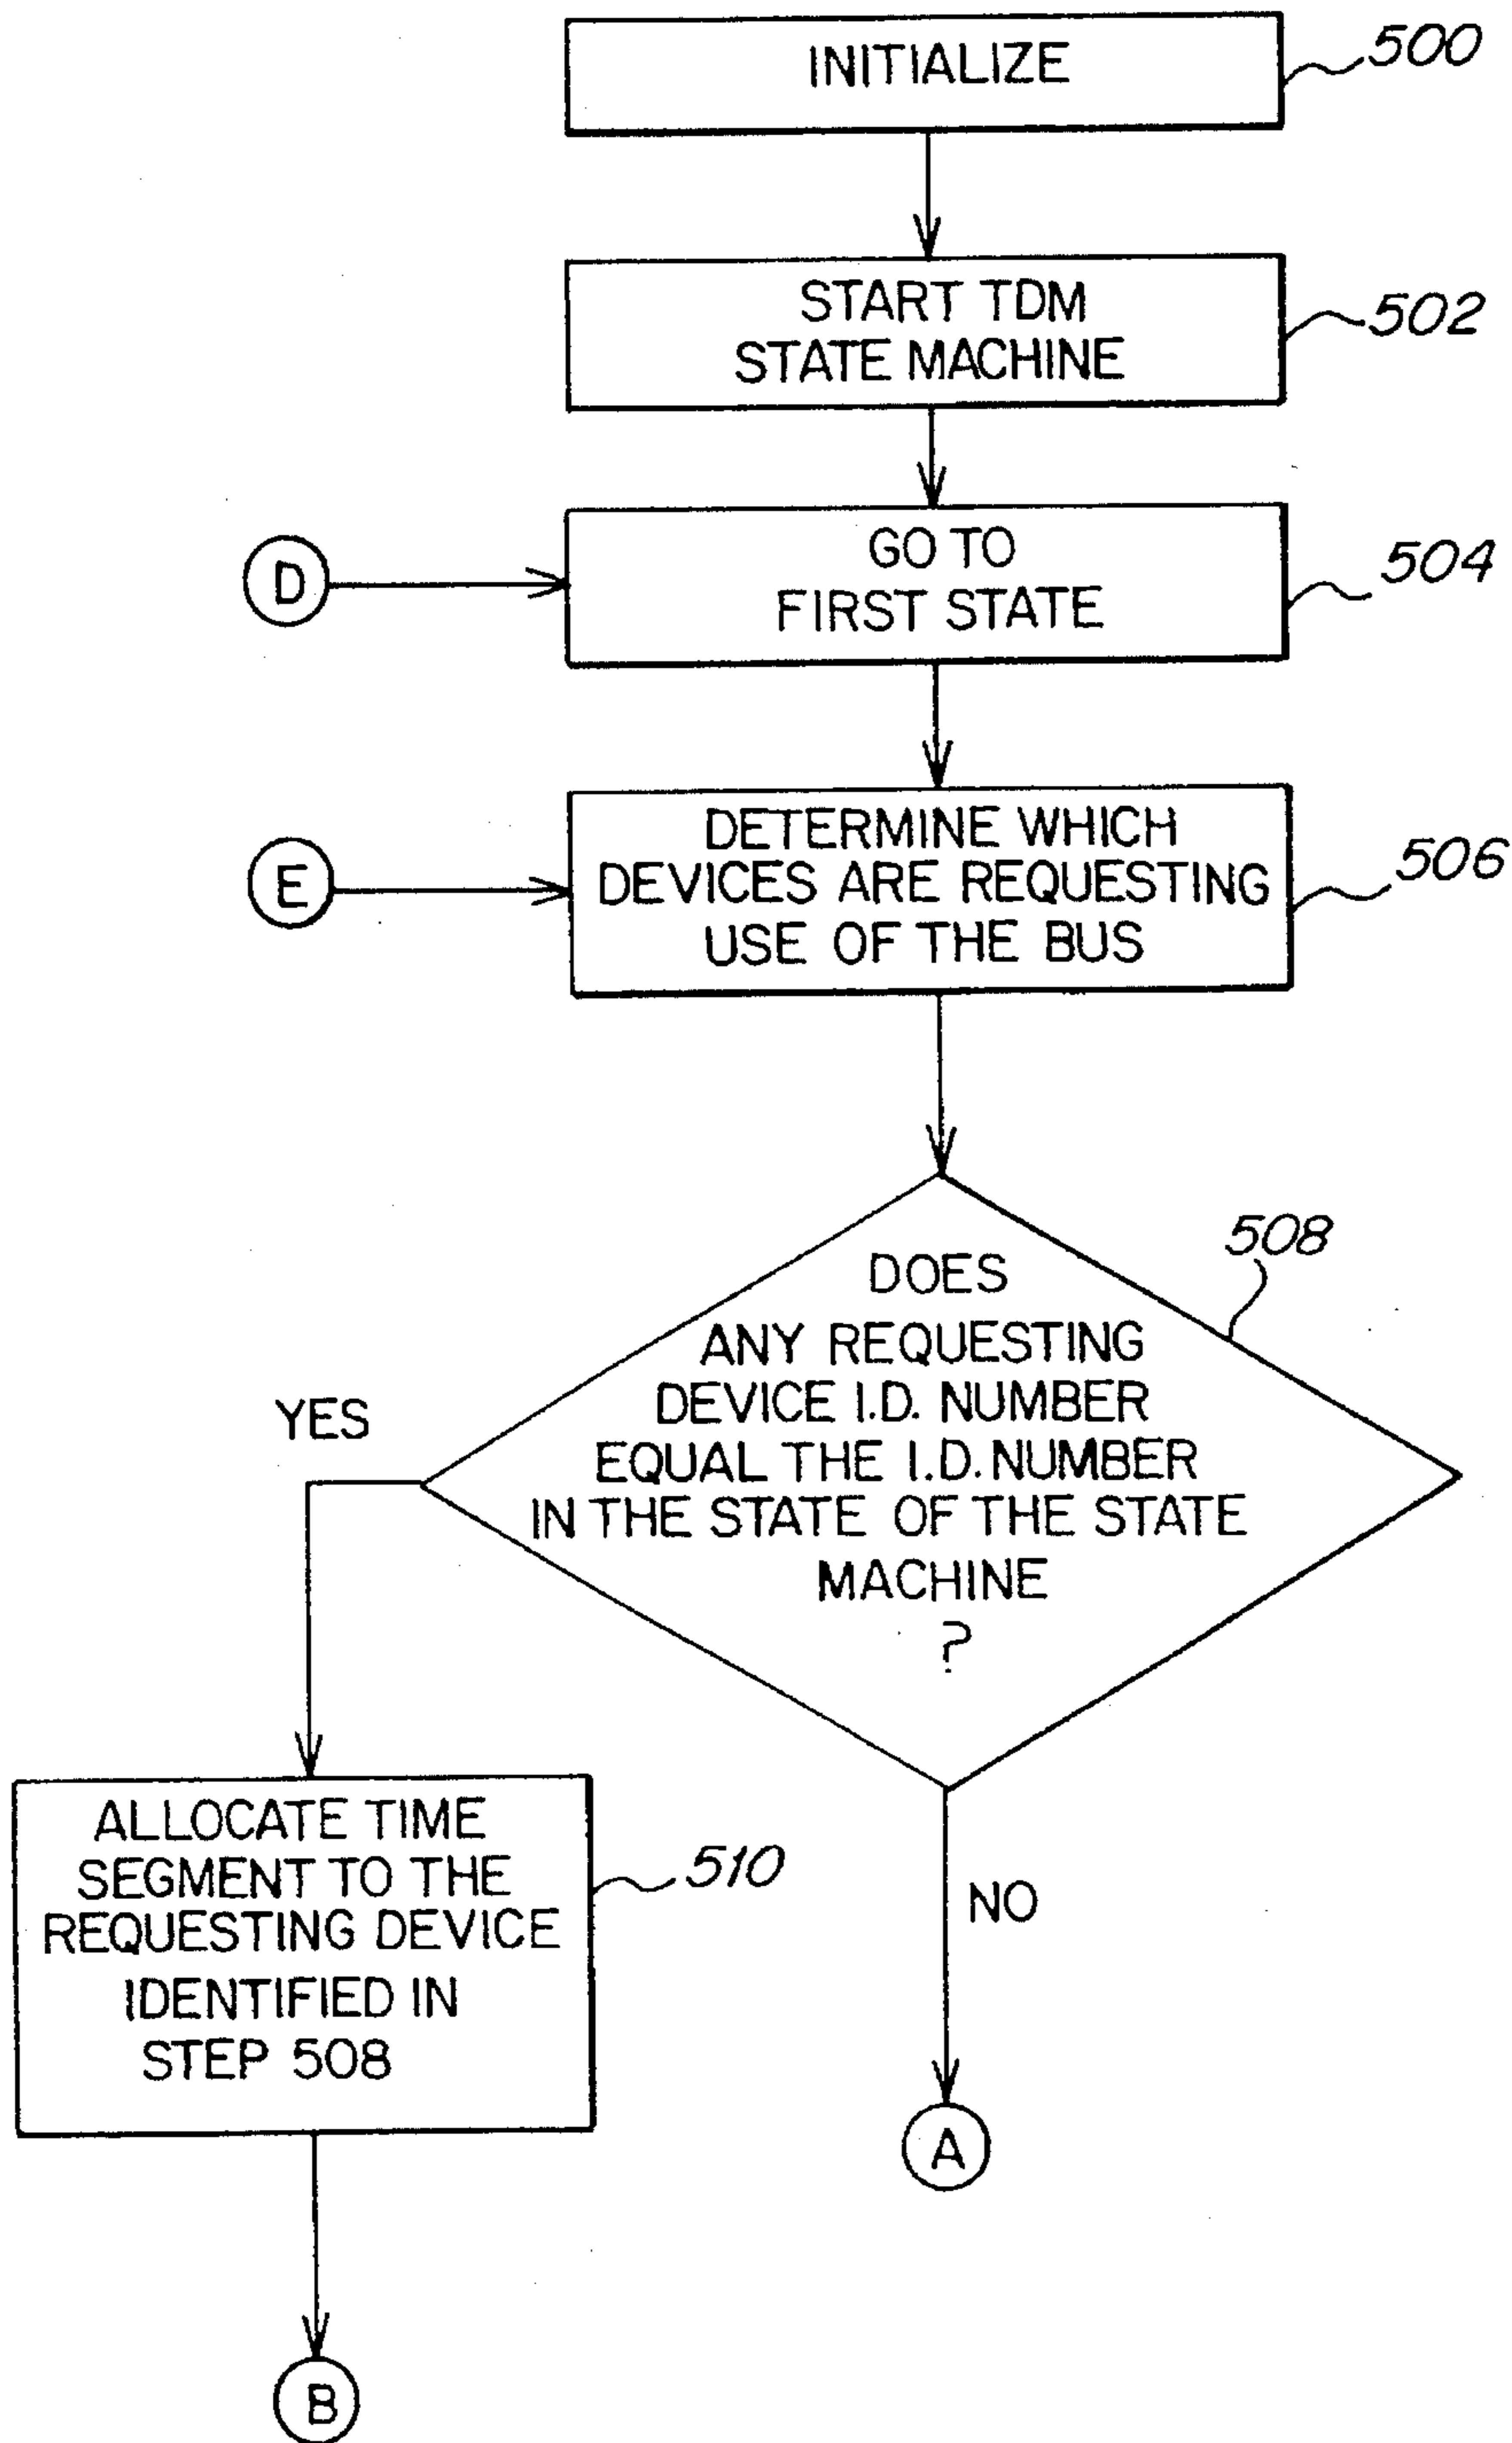 INITIALIZE
500
START TDM
STATE MACHINE
502
GO TO
FIRST STATE
504
D
DETERMINE WHICH
DEVICES ARE REQUESTING
USE OF THE BUS
506
E
DOES
ANY REQUESTING
DEVICE I.D. NUMBER
EQUAL THE I.D. NUMBER
IN THE STATE OF THE STATE
MACHINE
?
508
YES
ALLOCATE TIME
SEGMENT TO THE
REQUESTING DEVICE
IDENTIFIED IN
STEP 508
510
NO
A
B